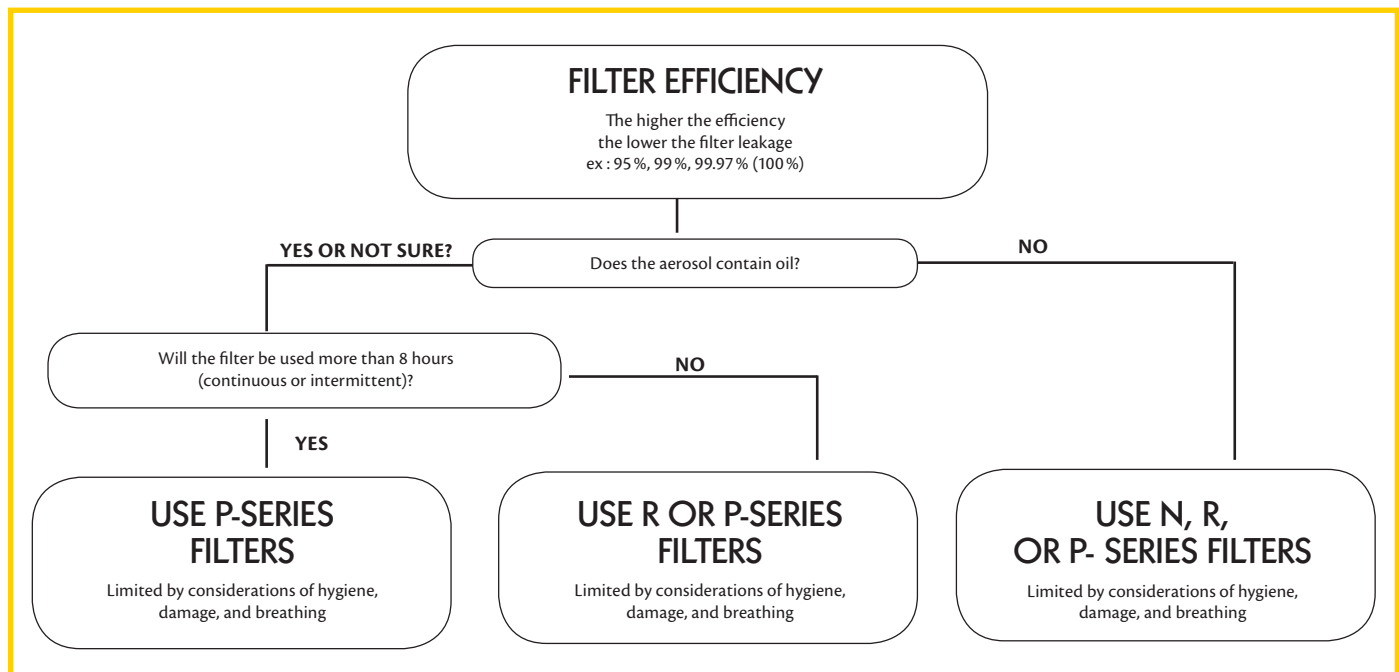 FILTER EFFICIENCY
The higher the efficiency
the lower the filter leakage
ex : 95 %, 99 %, 99.97 % (100 %)
YES OR NOT SURE?
Does the aerosol contain oil?
NO
Will the filter be used more than 8 hours
(continuous or intermittent)?
NO
YES
USE P-SERIES
FILTERS
Limited by considerations of hygiene,
damage, and breathing
USE R OR P-SERIES
FILTERS
Limited by considerations of hygiene,
damage, and breathing
USE N, R,
OR P- SERIES FILTERS
Limited by considerations of hygiene,
damage, and breathing